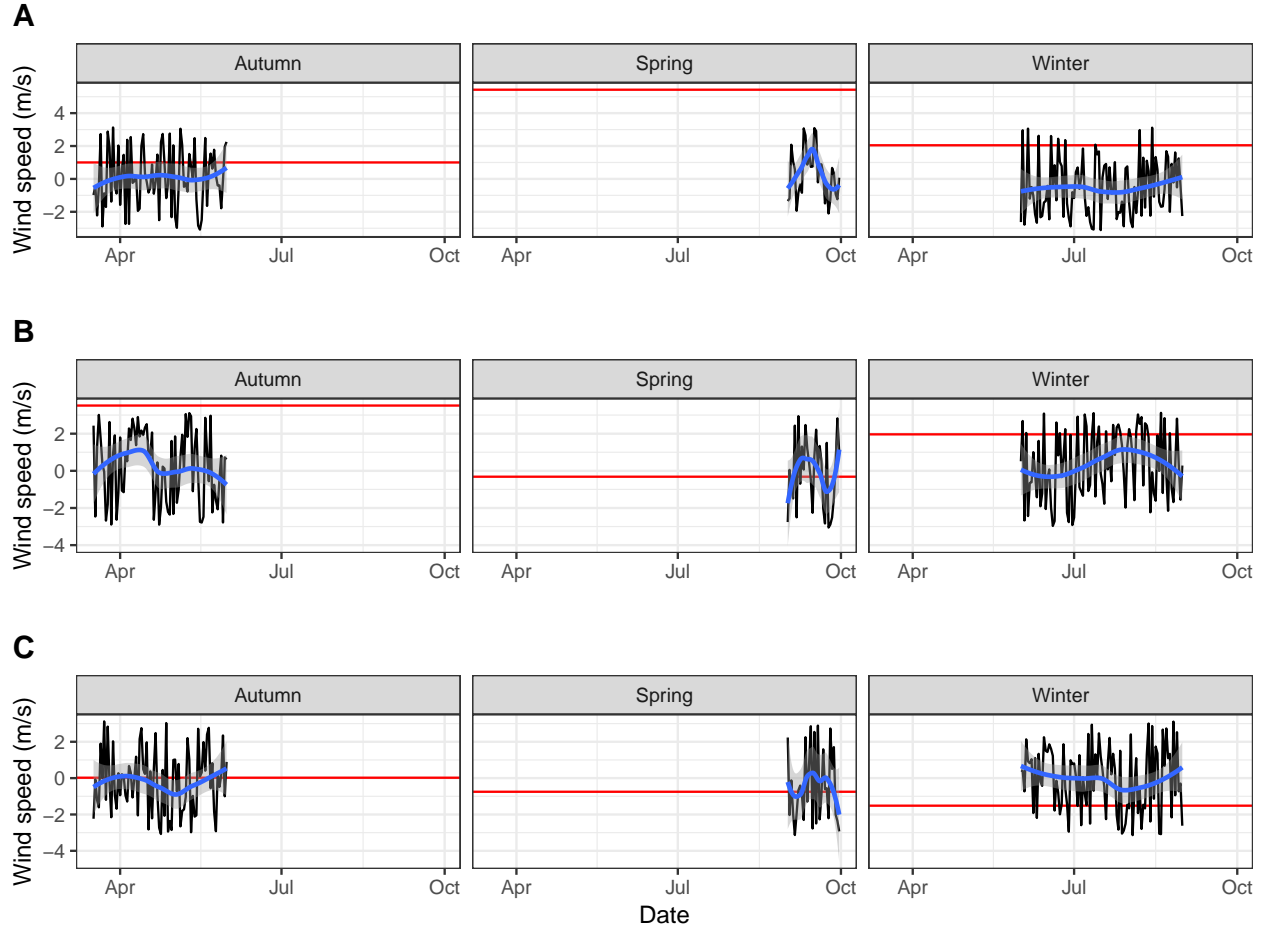 A
Autumn Spring Winter
Wind speed (m/s)
4
2
0
−2
Apr Jul Oct Apr Jul Oct Apr Jul Oct
B
Autumn Spring Winter
Wind speed (m/s)
2
0
−2
−4
Apr Jul Oct Apr Jul Oct Apr Jul Oct
C
Autumn Spring Winter
Wind speed (m/s)
2
0
−2
−4
Apr Jul Oct Apr Jul Oct Apr Jul Oct
Date